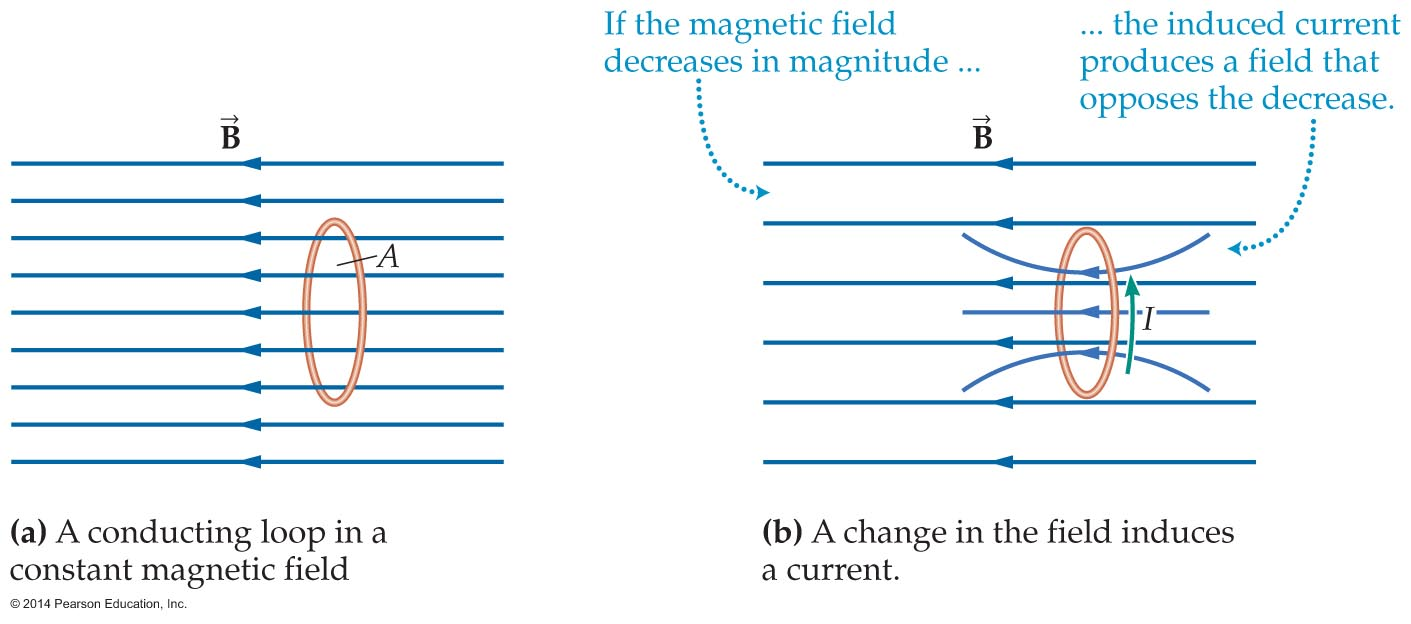 If the magnetic field
decreases in magnitude ...
... the induced current
produces a field that
opposes the decrease.
B
A
B
I
(a) A conducting loop in a
constant magnetic field
(b) A change in the field induces
a current.
© 2014 Pearson Education, Inc.